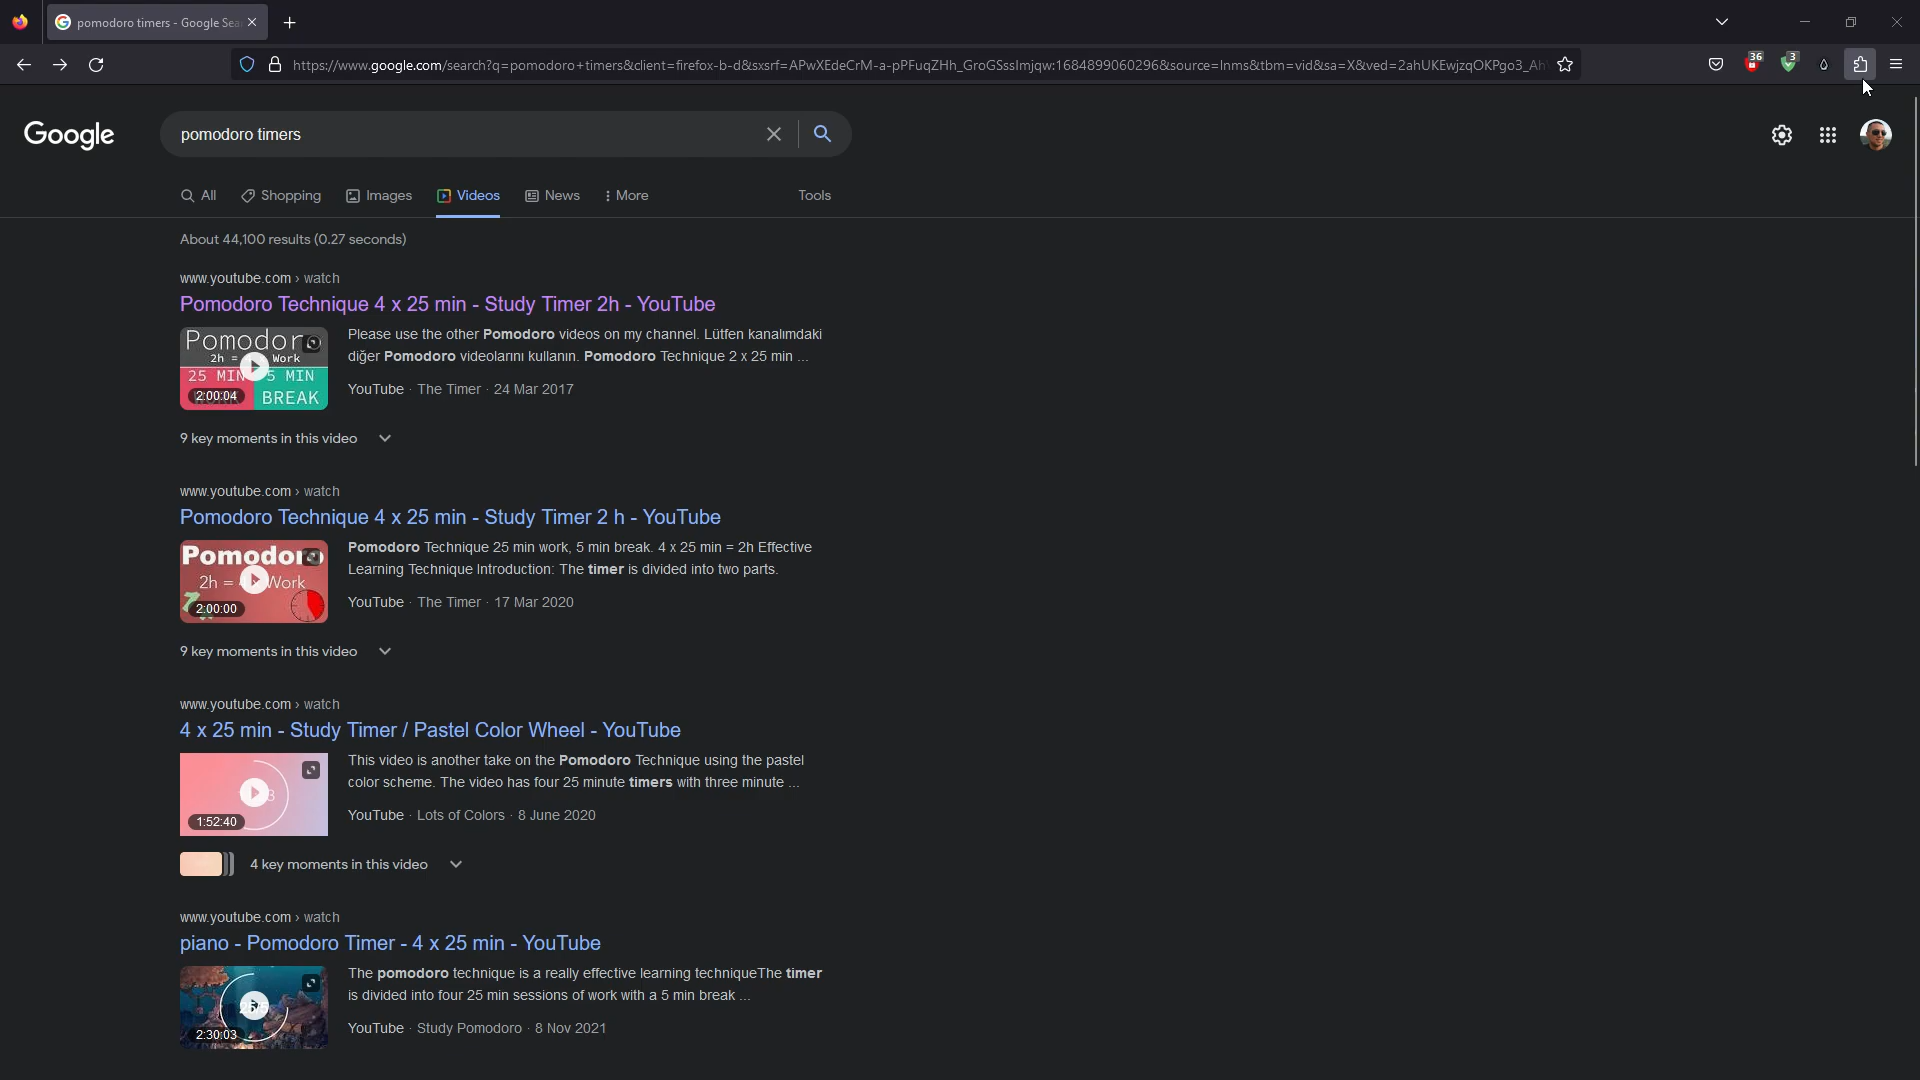 pomodoro timers - Google Sea
https://www.google.com/search?q=pomodoro+timers&client=firefox-b-d&sxsrf=APwXEdeCrM-a-pPFuqZHh_GroGSssImjqw:1684899060296&source=lnms&tbm=vid&sa=X&ved=2ahUKEwjzqOKPgo3_Ah
36
3
Google
pomodoro timers
All
Shopping
Images
Videos
News
More
Tools
About 44,100 results (0.27 seconds)
www.youtube.com › watch
Pomodoro Technique 4 x 25 min - Study Timer 2h - YouTube
Pomodoro
2h = Work
25 MIN 5 MIN
2:00:04 BREAK
Please use the other Pomodoro videos on my channel. Lütfen kanalımdaki
diğer Pomodoro videolarını kullanın. Pomodoro Technique 2 x 25 min ...
YouTube · The Timer · 24 Mar 2017
9 key moments in this video
www.youtube.com › watch
Pomodoro Technique 4 x 25 min - Study Timer 2 h - YouTube
Pomodoro
2h = Work
2:00:00
Pomodoro Technique 25 min work, 5 min break. 4 x 25 min = 2h Effective
Learning Technique Introduction: The timer is divided into two parts.
YouTube · The Timer · 17 Mar 2020
9 key moments in this video
www.youtube.com › watch
4 x 25 min - Study Timer / Pastel Color Wheel - YouTube
1:52:40
This video is another take on the Pomodoro Technique using the pastel
color scheme. The video has four 25 minute timers with three minute ...
YouTube · Lots of Colors · 8 June 2020
4 key moments in this video
www.youtube.com › watch
piano - Pomodoro Timer - 4 x 25 min - YouTube
2:30:03
The pomodoro technique is a really effective learning techniqueThe timer
is divided into four 25 min sessions of work with a 5 min break ...
YouTube · Study Pomodoro · 8 Nov 2021